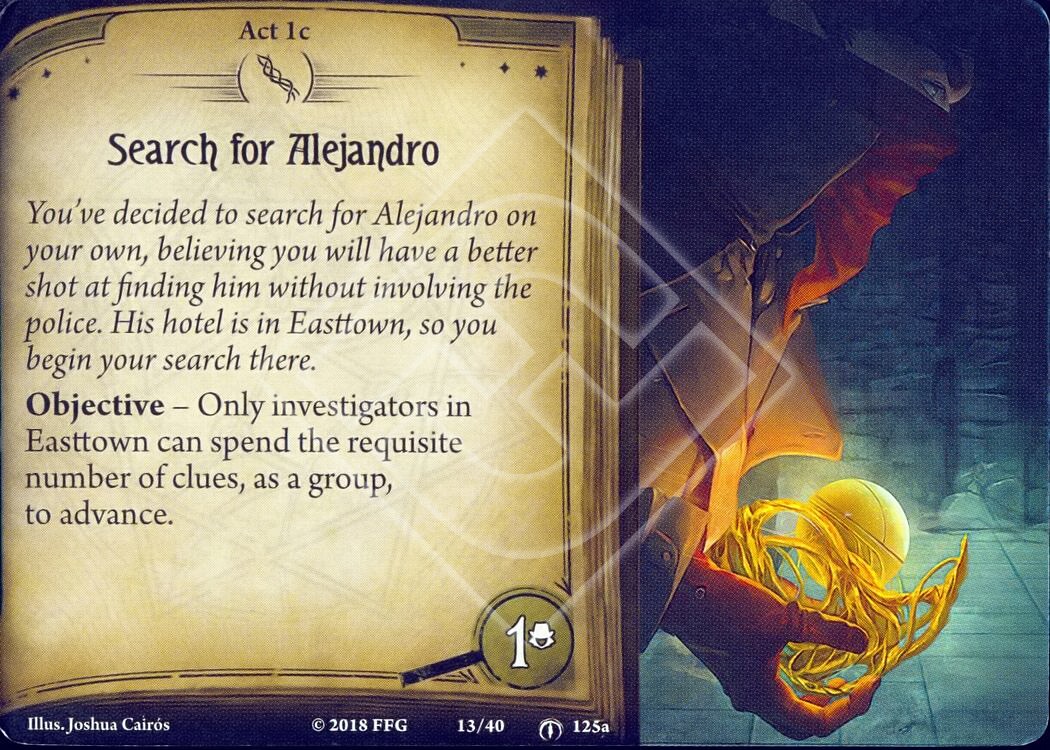 Act 1c
Search for Alejandro
You've decided to search for Alejandro on
your own, believing you will have a better
shot at finding him without involving the
police. His hotel is in Easttown, so you
begin your search there.
Objective – Only investigators in
Easttown can spend the requisite
number of clues, as a group,
to advance.
1
Illus. Joshua Cairós © 2018 FFG 13/40 125a